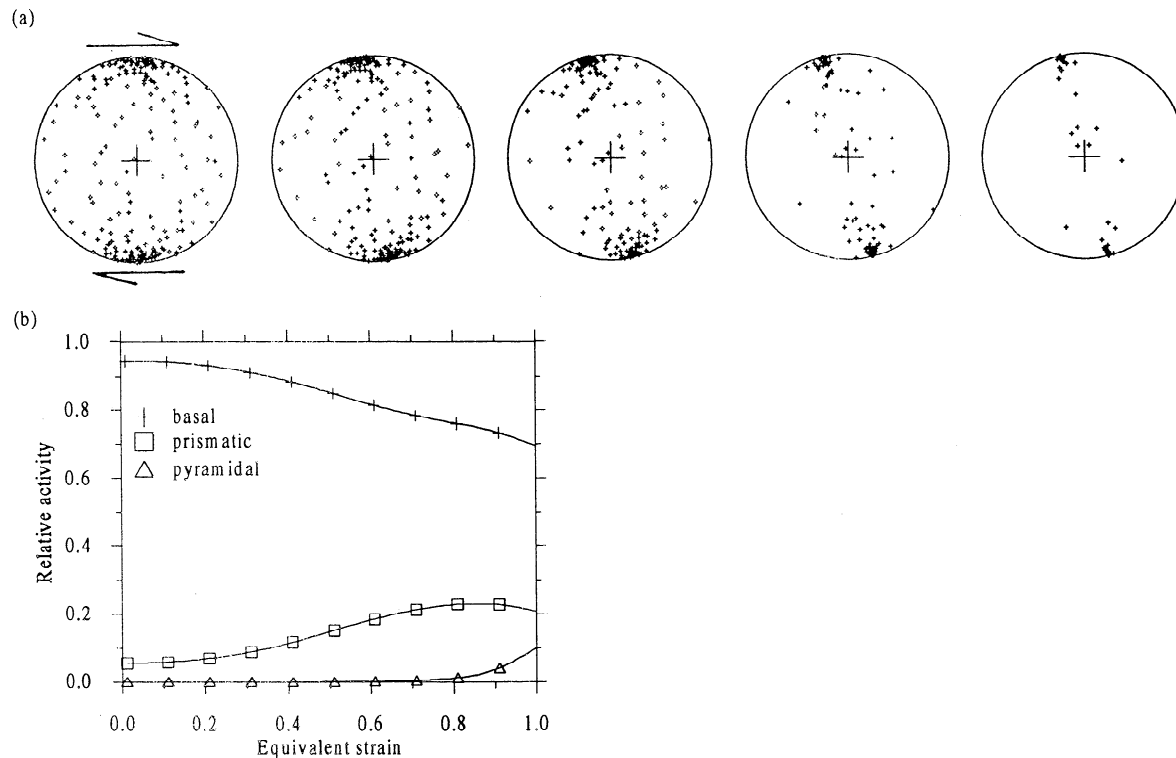 (a)
(b)
1.0
0.8
0.6
0.4
0.2
0.0
Relative activity
basal
prismatic
pyramidal
0.0 0.2 0.4 0.6 0.8 1.0
Equivalent strain